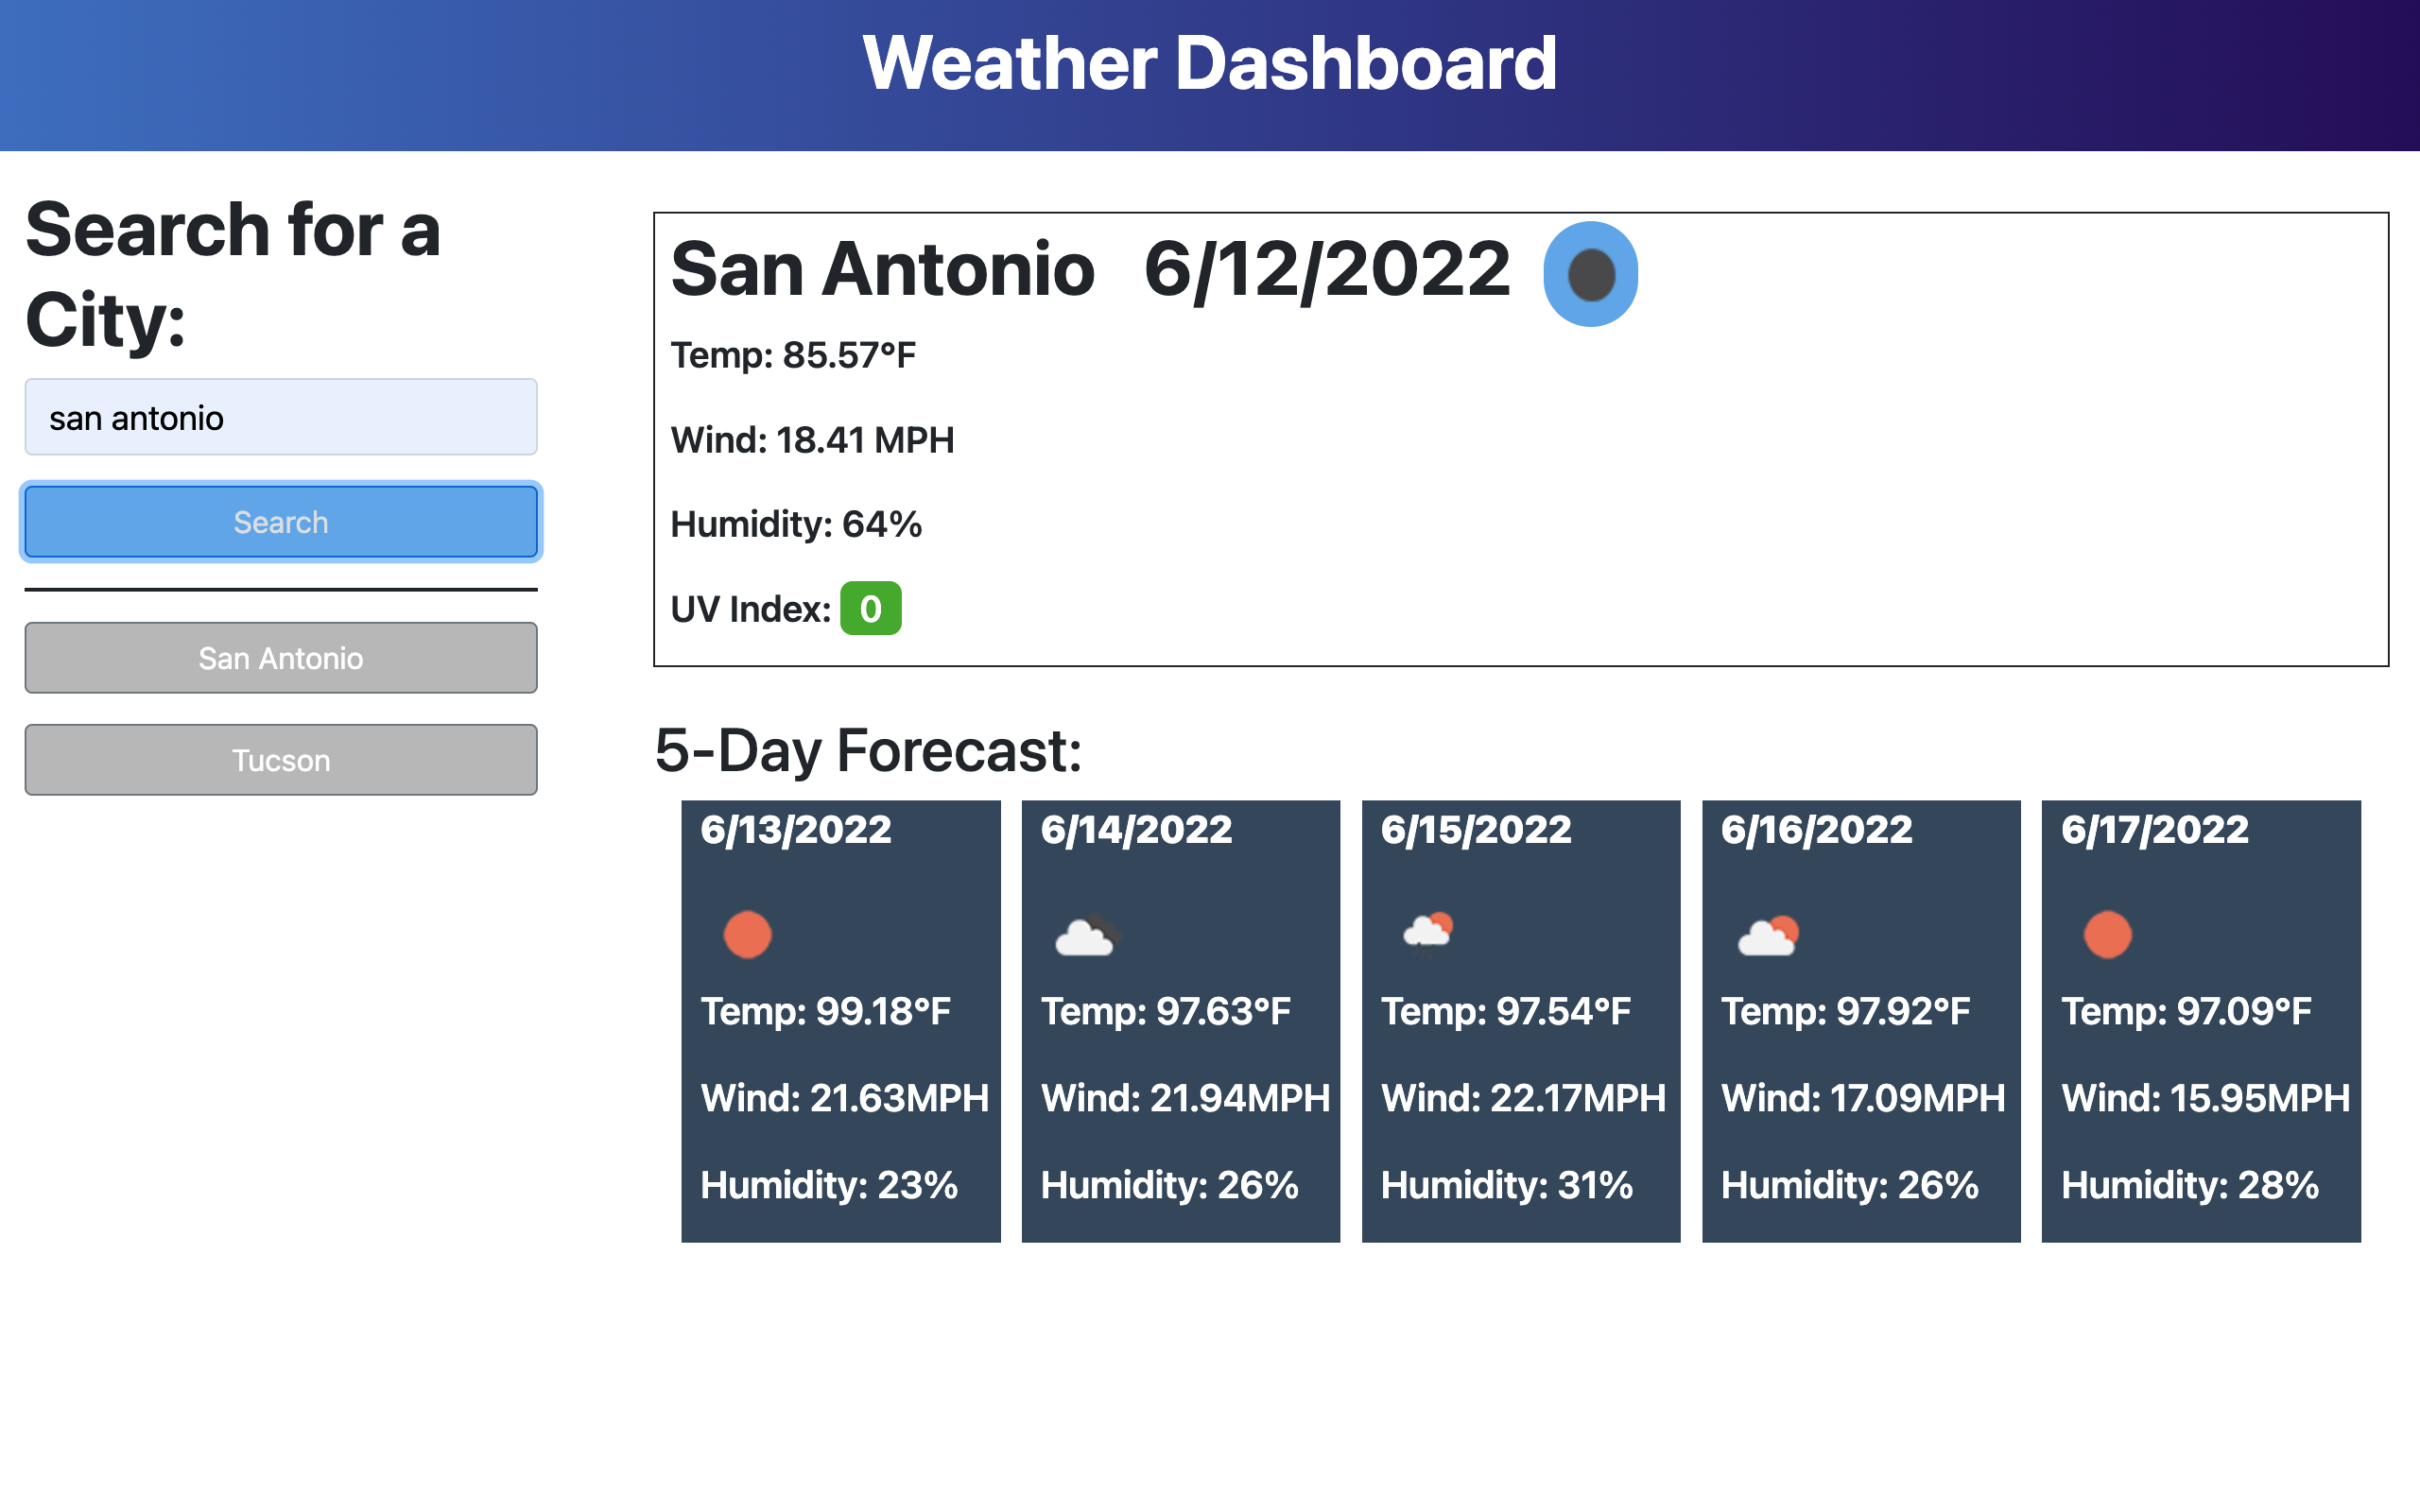 Weather Dashboard
Search for a
City:
san antonio
Search
San Antonio
Tucson
San Antonio 6/12/2022
Temp: 85.57°F
Wind: 18.41 MPH
Humidity: 64%
UV Index: 0
5-Day Forecast:
6/13/2022
Temp: 99.18°F
Wind: 21.63MPH
Humidity: 23%
6/14/2022
Temp: 97.63°F
Wind: 21.94MPH
Humidity: 26%
6/15/2022
Temp: 97.54°F
Wind: 22.17MPH
Humidity: 31%
6/16/2022
Temp: 97.92°F
Wind: 17.09MPH
Humidity: 26%
6/17/2022
Temp: 97.09°F
Wind: 15.95MPH
Humidity: 28%